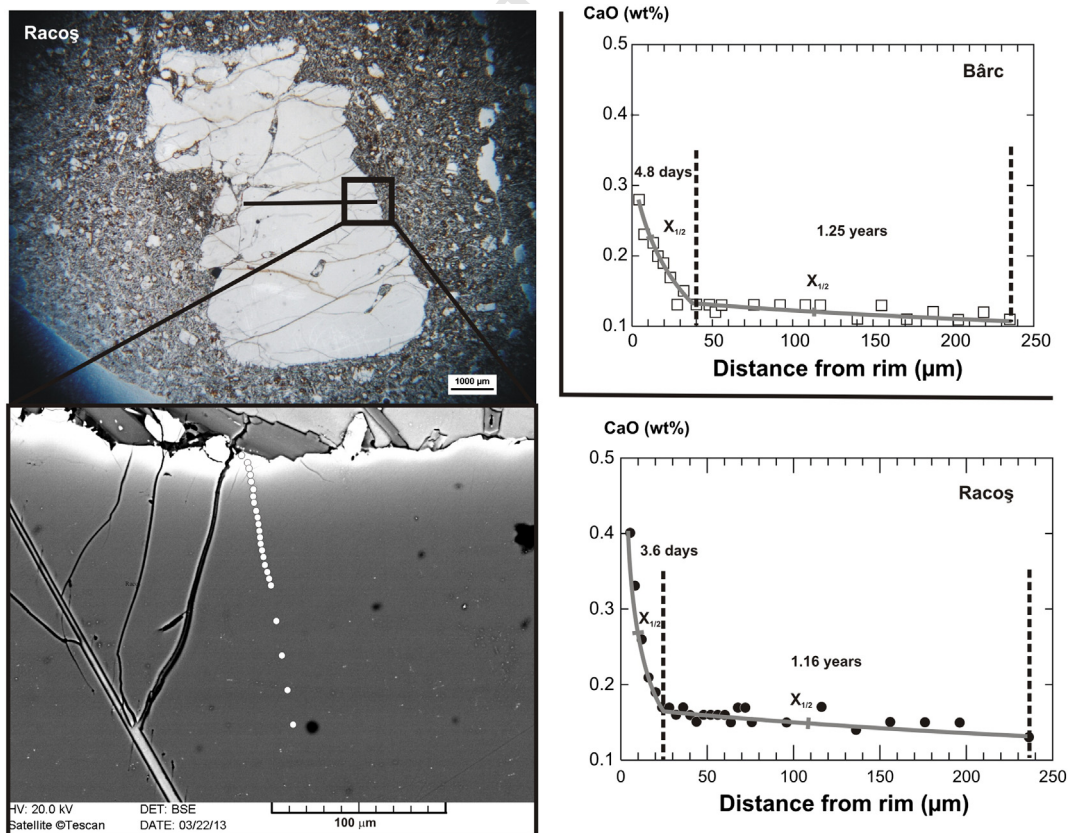 Racoş
1000 µm
HV: 20.0 kV
DET: BSE
Satellite ©Tescan
DATE: 03/22/13
100 µm
CaO (wt%)
0.5
0.4
0.3
0.2
0.1
Bârc
4.8 days
X1/2
1.25 years
X1/2
0
50
100
150
200
250
Distance from rim (µm)
CaO (wt%)
0.5
0.4
0.3
0.2
0.1
Racoş
3.6 days
X1/2
1.16 years
X1/2
0
50
100
150
200
250
Distance from rim (µm)